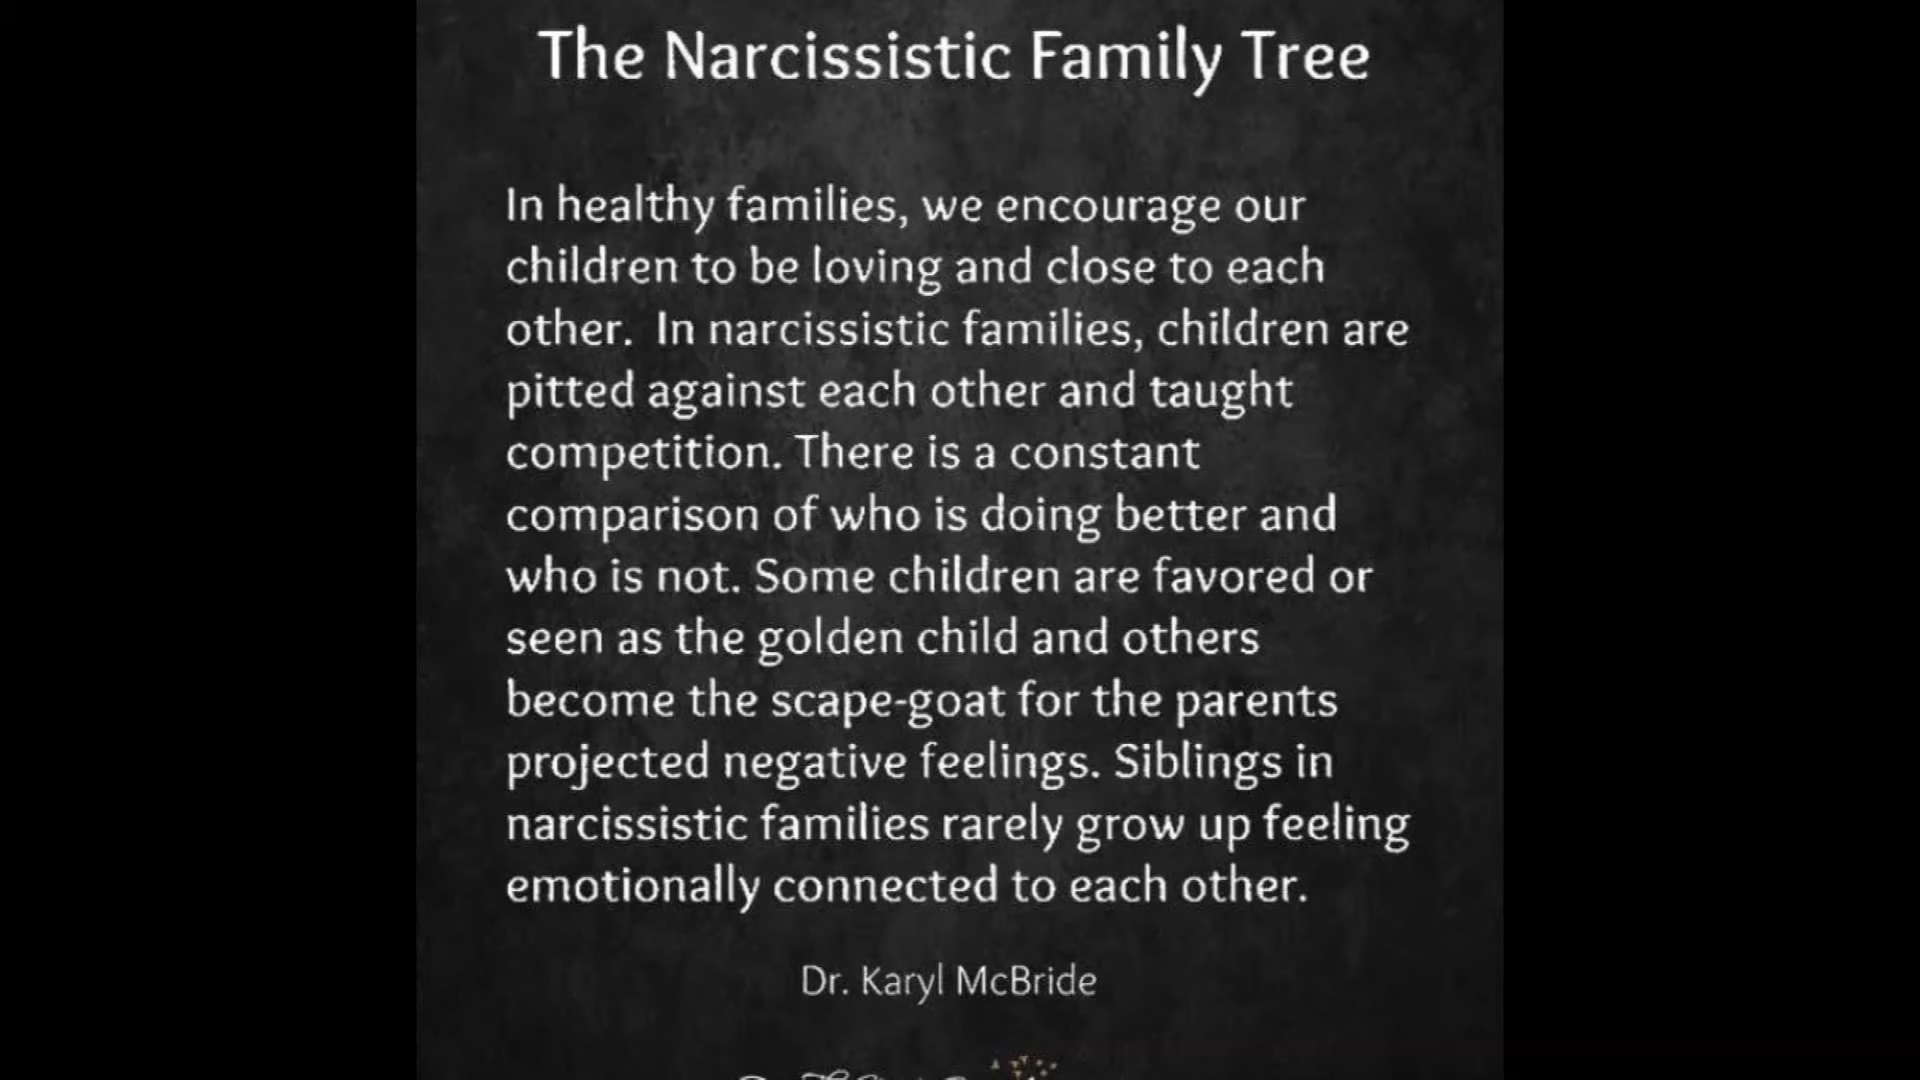 The Narcissistic Family Tree
In healthy families, we encourage our
children to be loving and close to each
other.  In narcissistic families, children are
pitted against each other and taught
competition. There is a constant
comparison of who is doing better and
who is not. Some children are favored or
seen as the golden child and others
become the scape-goat for the parents
projected negative feelings. Siblings in
narcissistic families rarely grow up feeling
emotionally connected to each other.
Dr. Karyl McBride